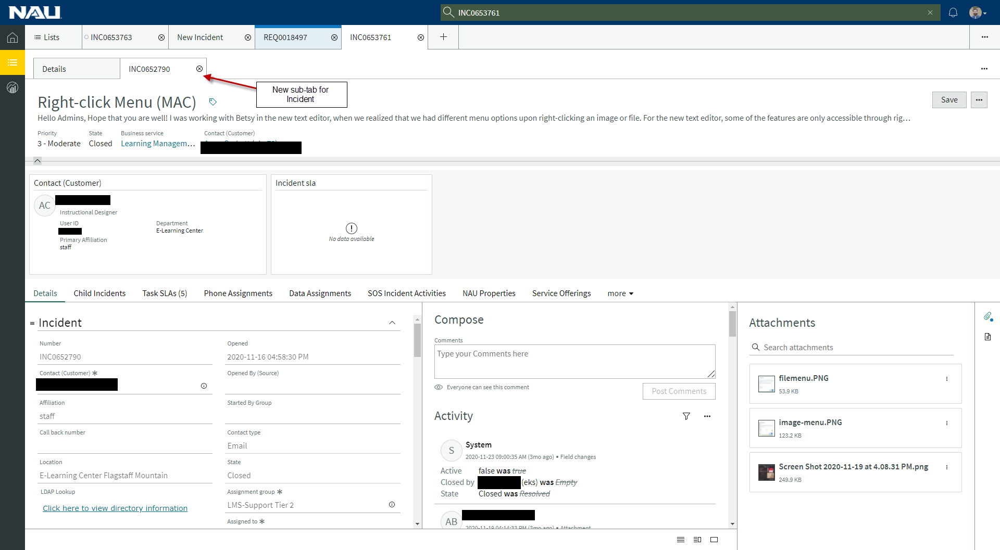 NAU
INC0653761
Lists
INC0653763
New Incident
REQ0018497
INC0653761
Details
INC0652790
New sub-tab for
Incident
Right-click Menu (MAC)
Save
Hello Admins, Hope that you are well! I was working with Betsy in the new text editor, when we realized that we had different menu options upon right-clicking an image or file. For the new text editor, some of the features are only accessible through rig...
Priority
State
Business service
Contact (Customer)
3 - Moderate
Closed
Learning Managem...
Contact (Customer)
AC
Instructional Designer
User ID
Department
E-Learning Center
Primary Affiliation
staff
Incident sla
No data available
Details
Child Incidents
Task SLAs (5)
Phone Assignments
Data Assignments
SOS Incident Activities
NAU Properties
Service Offerings
more
Incident
Number
INC0652790
Contact (Customer) *
Affiliation
staff
Call back number
Location
E-Learning Center Flagstaff Mountain
LDAP Lookup
Click here to view directory information
Opened
2020-11-16 04:58:30 PM
Opened By (Source)
Started By Group
Contact type
Email
State
Closed
Assignment group *
LMS-Support Tier 2
Assigned to *
Compose
Comments
Type your Comments here
Everyone can see this comment
Post Comments
Activity
S
System
2020-11-23 09:00:35 AM (3mo ago) • Field changes
Active false was true
Closed by (eks) was Empty
State Closed was Resolved
AB
2020-11-19 04:14:33 PM (3mo ago) • Attachment
Attachments
Search attachments
filemenu.PNG
53.9 KB
image-menu.PNG
123.2 KB
Screen Shot 2020-11-19 at 4.08.31 PM.png
249.9 KB